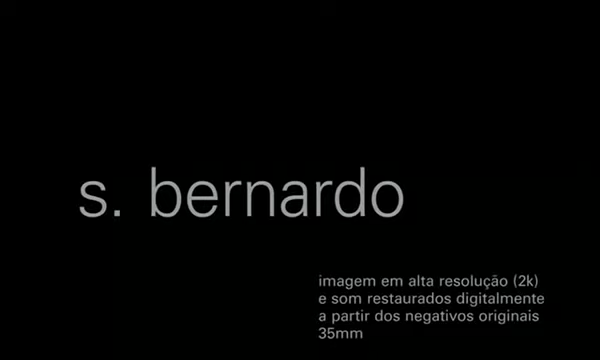 s. bernardo
imagem em alta resolução (2k)
e som restaurados digitalmente
a partir dos negativos originais
35mm